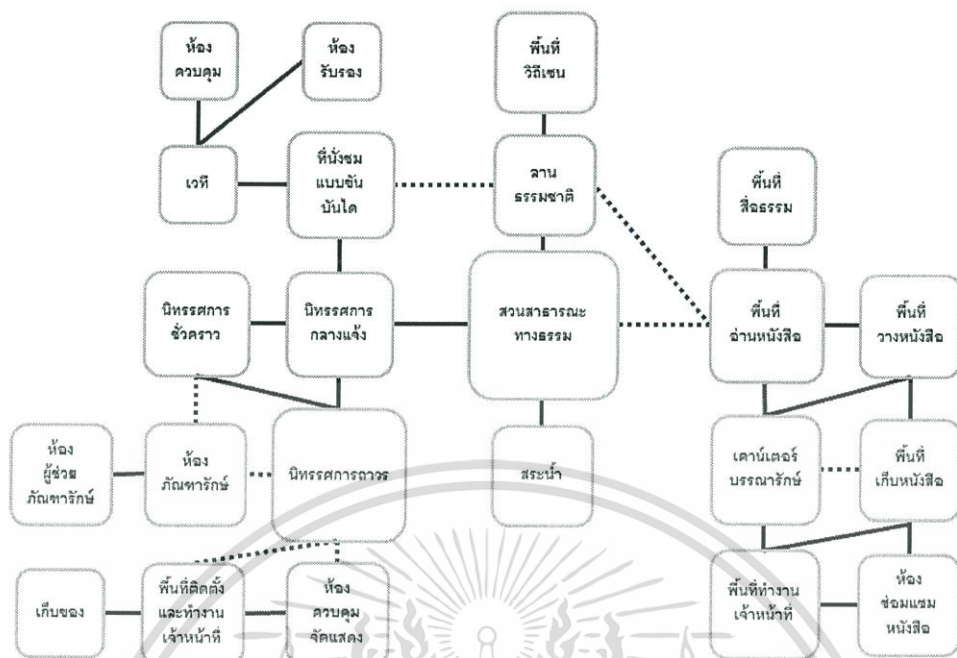 ห้อง
ควบคุม
ห้อง
รับรอง
พื้นที่
วิถีเซน
เวที
ที่นั่งชม
แบบขัน
บันได
ลาน
ธรรมชาติ
พื้นที่
สื่อธรรม
นิทรรศการ
ชั่วคราว
นิทรรศการ
กลางแจ้ง
สวนสาธารณะ
ทางธรรม
พื้นที่
อ่านหนังสือ
พื้นที่
วางหนังสือ
ห้อง
ผู้ช่วย
ภัณฑารักษ์
ห้อง
ภัณฑารักษ์
นิทรรศการถาวร
สระน้ำ
เคาน์เตอร์
บรรณารักษ์
พื้นที่
เก็บหนังสือ
เก็บของ
พื้นที่ติดตั้ง
และทำงาน
เจ้าหน้าที่
ห้อง
ควบคุม
จัดแสดง
พื้นที่ทำงาน
เจ้าหน้าที่
ห้อง
ซ่อมแซม
หนังสือ